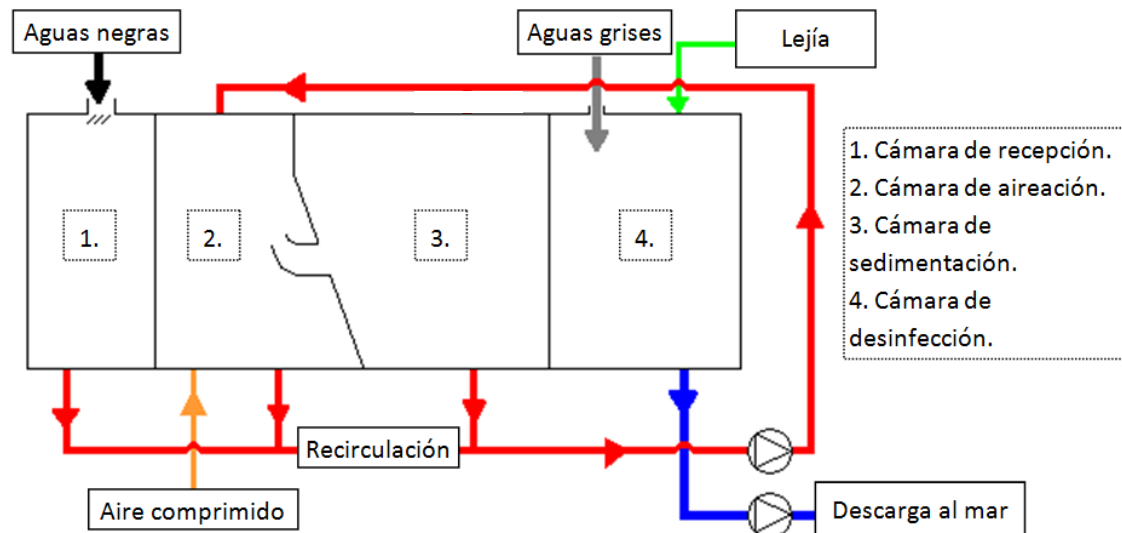 Aguas negras
Aguas grises
Lejía
1.
2.
3.
4.
1. Cámara de recepción.
2. Cámara de aireación.
3. Cámara de
sedimentación.
4. Cámara de
desinfección.
Recirculación
Aire comprimido
Descarga al mar